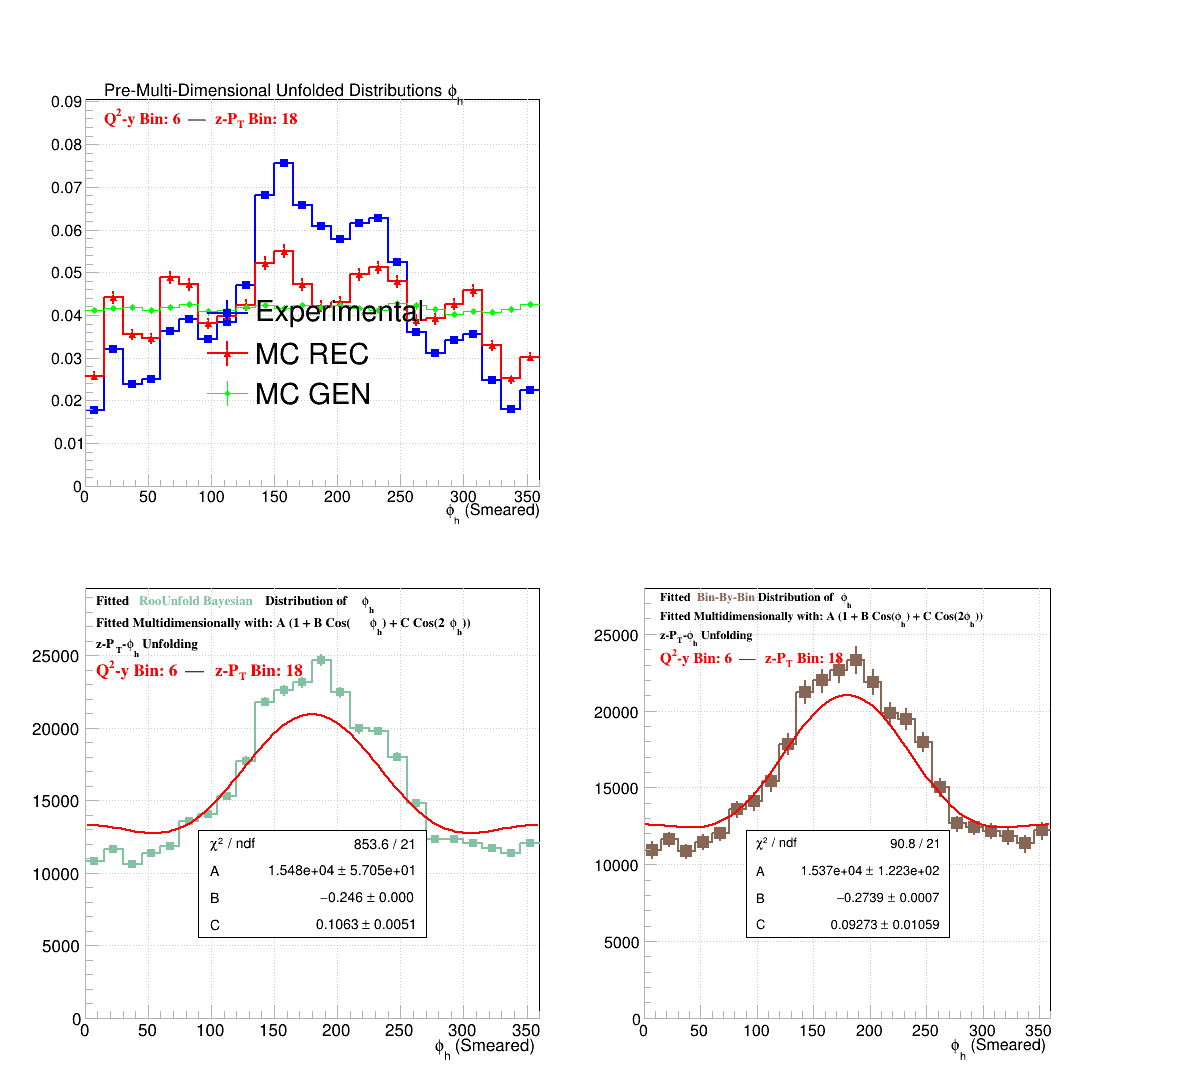 Pre-Multi-Dimensional Unfolded Distributions ϕh
Q²-y Bin: 6 — z-PT Bin: 18
0.09
0.08
0.07
0.06
0.05
0.04
0.03
0.02
0.01
0
Experimental
MC REC
MC GEN
0 50 100 150 200 250 300 350
ϕh (Smeared)
Fitted RooUnfold Bayesian Distribution of ϕh
Fitted Multidimensionally with: A (1 + B Cos( ϕh) + C Cos(2 ϕh))
z-PT-ϕh Unfolding
Q²-y Bin: 6 — z-PT Bin: 18
25000
20000
15000
10000
5000
0
χ² / ndf 853.6 / 21
A 1.548e+04 ± 5.705e+01
B −0.246 ± 0.000
C 0.1063 ± 0.0051
0 50 100 150 200 250 300 350
ϕh (Smeared)
Fitted Bin-By-Bin Distribution of ϕh
Fitted Multidimensionally with: A (1 + B Cos(ϕh) + C Cos(2ϕh))
z-PT-ϕh Unfolding
Q²-y Bin: 6 — z-PT Bin: 18
25000
20000
15000
10000
5000
0
χ² / ndf 90.8 / 21
A 1.537e+04 ± 1.223e+02
B −0.2739 ± 0.0007
C 0.09273 ± 0.01059
0 50 100 150 200 250 300 350
ϕh (Smeared)